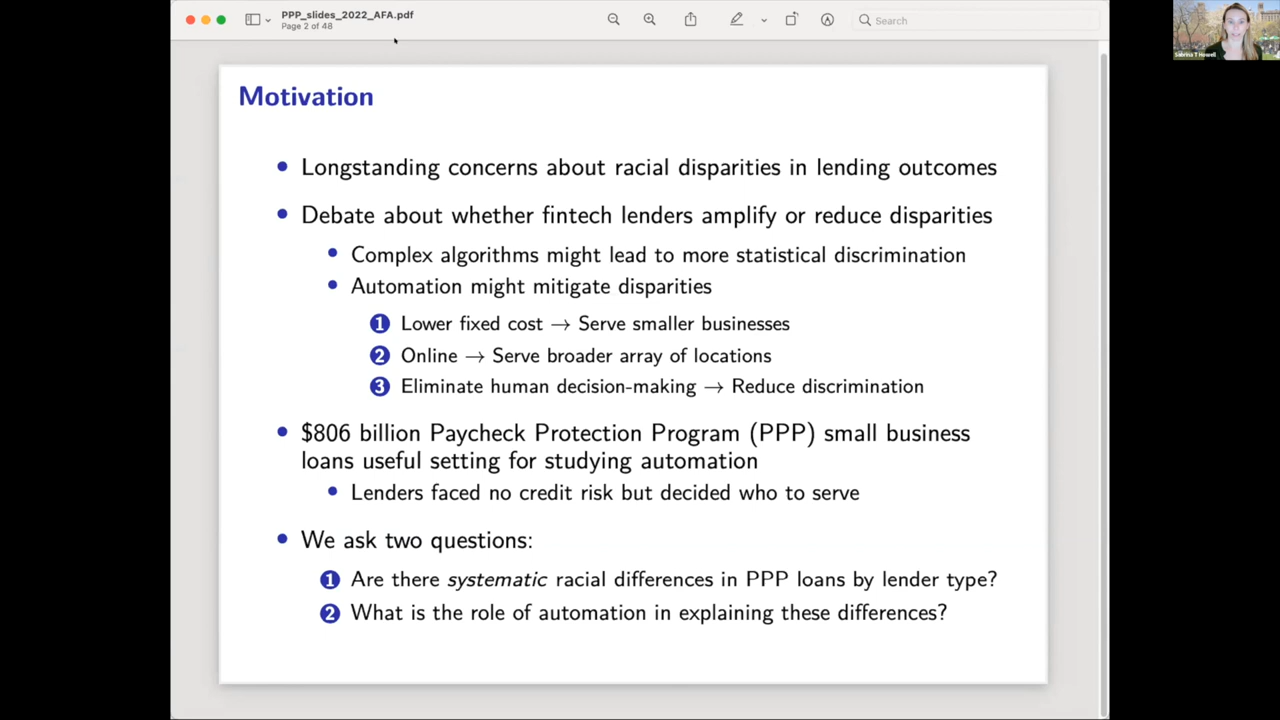 PPP_slides_2022_AFA.pdf
Page 2 of 48
Search
Sabrina T Howell
Motivation
• Longstanding concerns about racial disparities in lending outcomes
• Debate about whether fintech lenders amplify or reduce disparities
• Complex algorithms might lead to more statistical discrimination
• Automation might mitigate disparities
1 Lower fixed cost → Serve smaller businesses
2 Online → Serve broader array of locations
3 Eliminate human decision-making → Reduce discrimination
• $806 billion Paycheck Protection Program (PPP) small business
loans useful setting for studying automation
• Lenders faced no credit risk but decided who to serve
• We ask two questions:
1 Are there systematic racial differences in PPP loans by lender type?
2 What is the role of automation in explaining these differences?